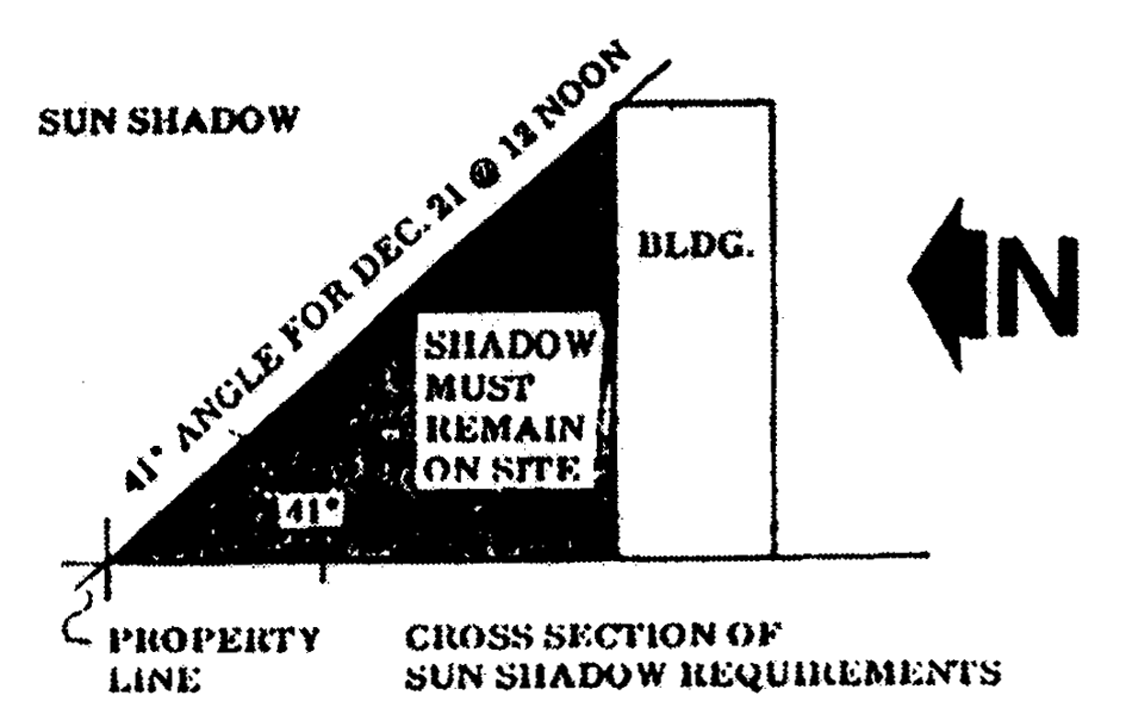 SUN SHADOW
41° ANGLE FOR DEC. 21 @ 12 NOON
BLDG.
N
SHADOW
MUST
REMAIN
ON SITE
41°
PROPERTY
LINE
CROSS SECTION OF
SUN SHADOW REQUIREMENTS